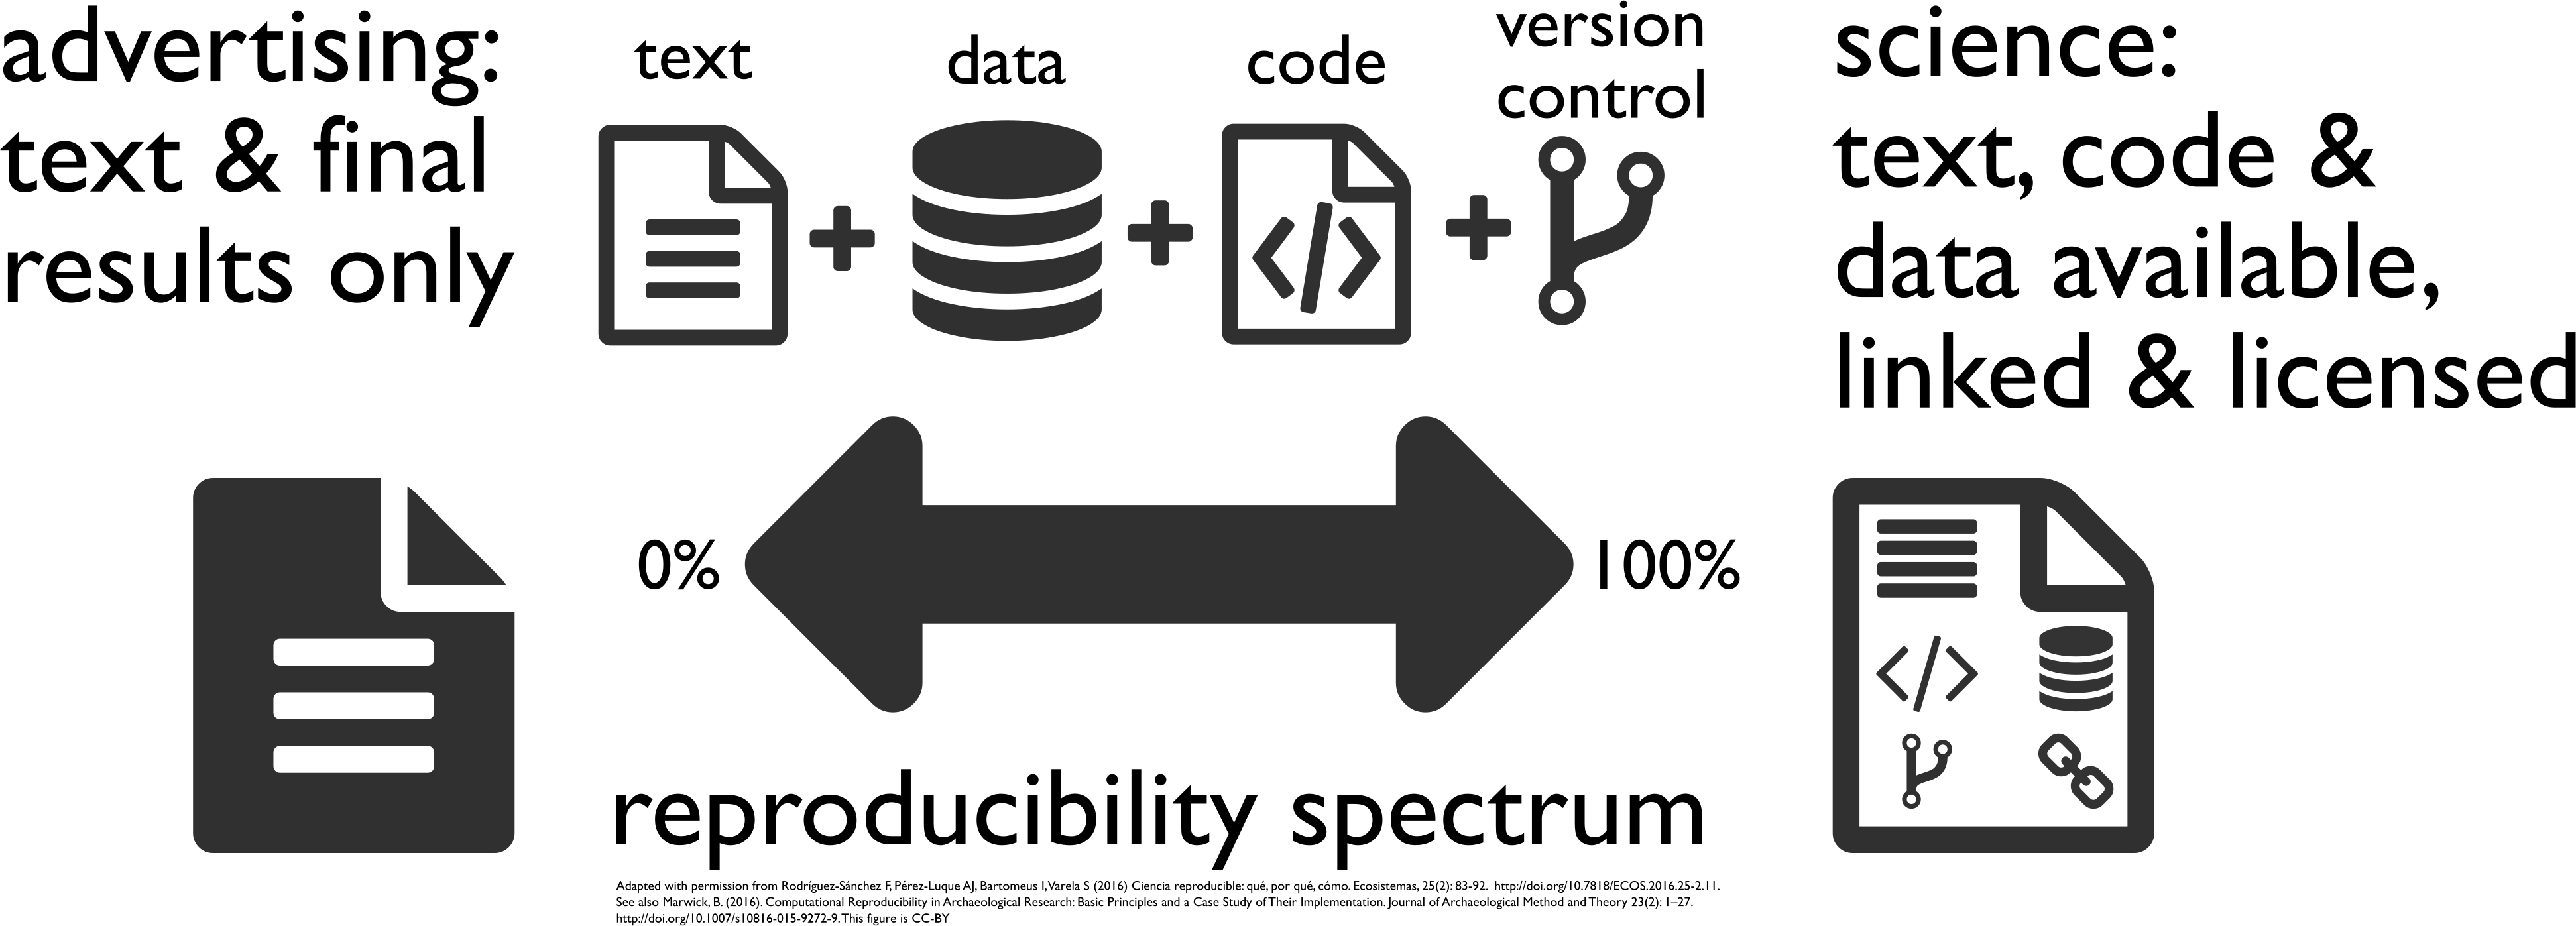 advertising:
text & final
results only
text
data
code
version
control
science:
text, code &
data available,
linked & licensed
0%
100%
reproducibility spectrum
Adapted with permission from Rodríguez-Sánchez F, Pérez-Luque AJ, Bartomeus I, Varela S (2016) Ciencia reproducible: qué, por qué, cómo. Ecosistemas, 25(2): 83-92. http://doi.org/10.7818/ECOS.2016.25-2.11.
See also Marwick, B. (2016). Computational Reproducibility in Archaeological Research: Basic Principles and a Case Study of Their Implementation. Journal of Archaeological Method and Theory 23(2): 1–27.
http://doi.org/10.1007/s10816-015-9272-9. This figure is CC-BY